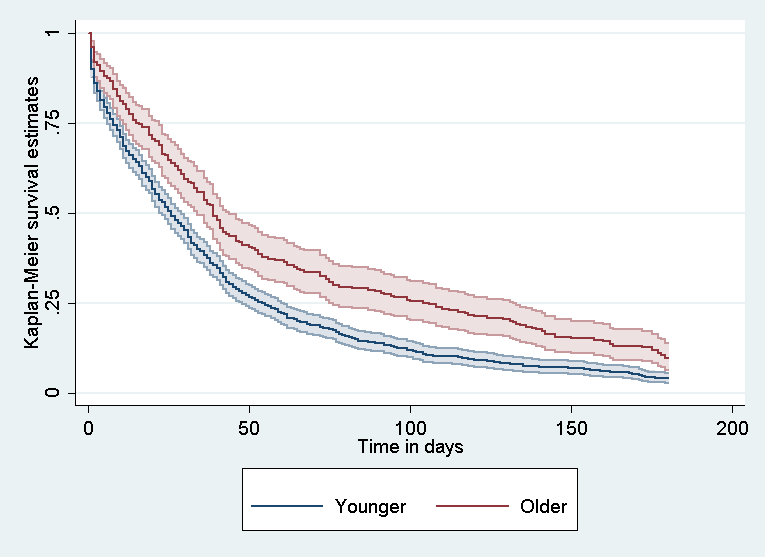 Kaplan-Meier survival estimates
1
.75
.5
.25
0
0 50 100 150 200
Time in days
Younger Older